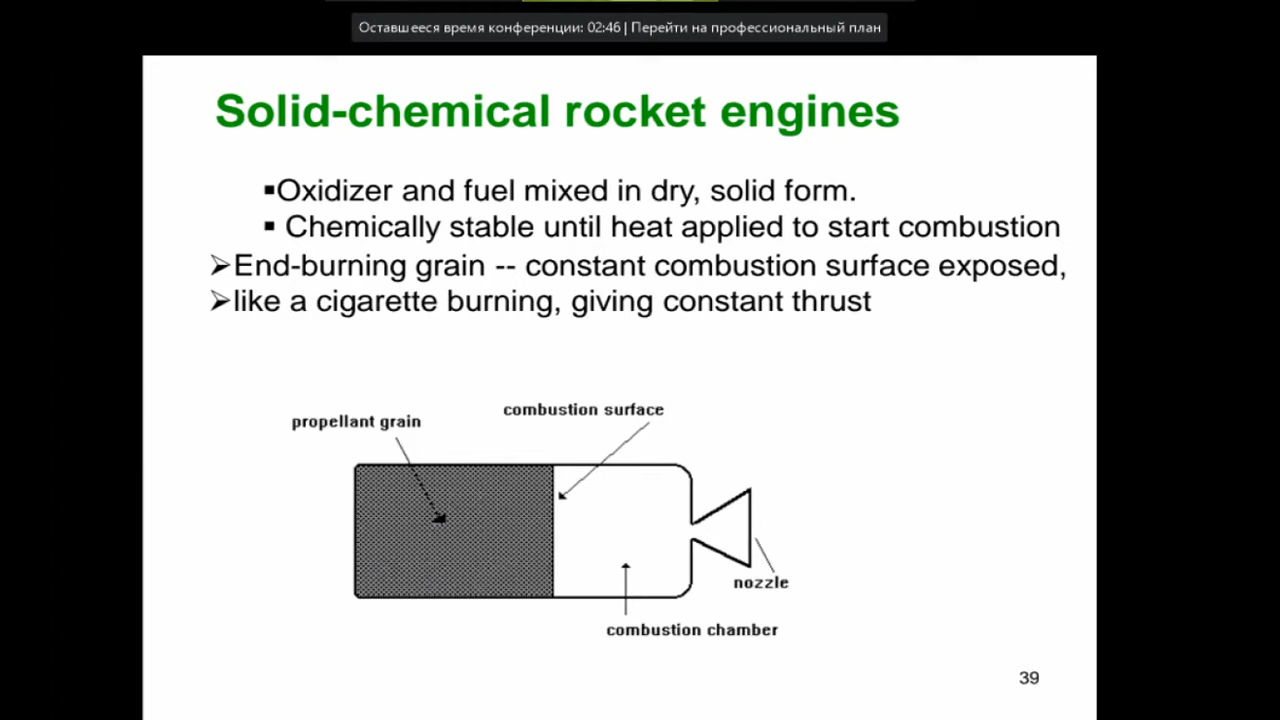 Оставшееся время конференции: 02:46 | Перейти на профессиональный план
Solid-chemical rocket engines
▪Oxidizer and fuel mixed in dry, solid form.
▪ Chemically stable until heat applied to start combustion
➢End-burning grain -- constant combustion surface exposed,
➢like a cigarette burning, giving constant thrust
combustion surface
propellant grain
nozzle
combustion chamber
39